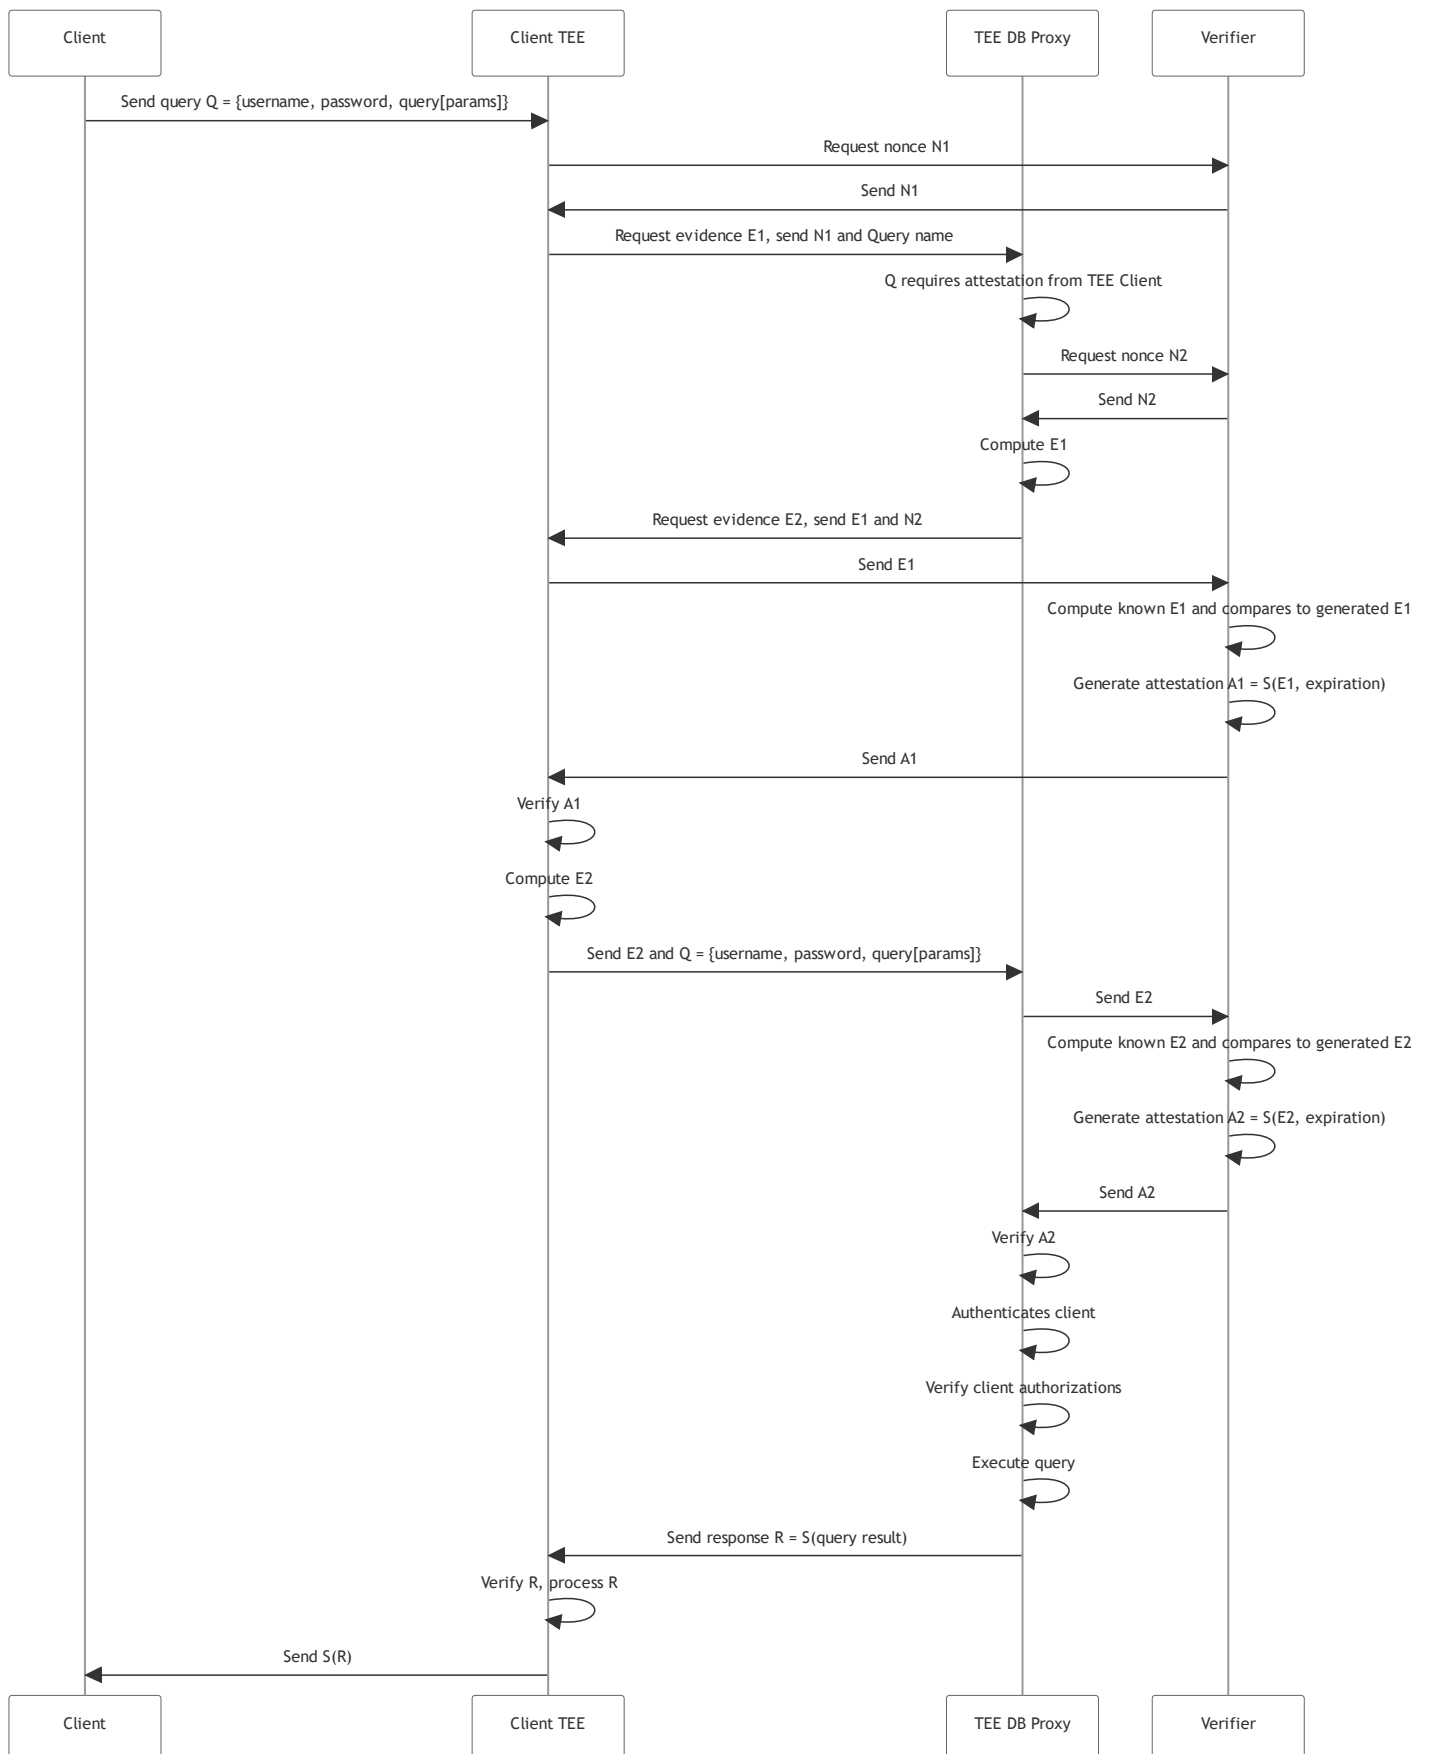 Client
Client TEE
TEE DB Proxy
Verifier
Send query Q = {username, password, query[params]}
Request nonce N1
Send N1
Request evidence E1, send N1 and Query name
Q requires attestation from TEE Client
Request nonce N2
Send N2
Compute E1
Request evidence E2, send E1 and N2
Send E1
Compute known E1 and compares to generated E1
Generate attestation A1 = S(E1, expiration)
Send A1
Verify A1
Compute E2
Send E2 and Q = {username, password, query[params]}
Send E2
Compute known E2 and compares to generated E2
Generate attestation A2 = S(E2, expiration)
Send A2
Verify A2
Authenticates client
Verify client authorizations
Execute query
Send response R = S(query result)
Verify R, process R
Send S(R)
Client
Client TEE
TEE DB Proxy
Verifier